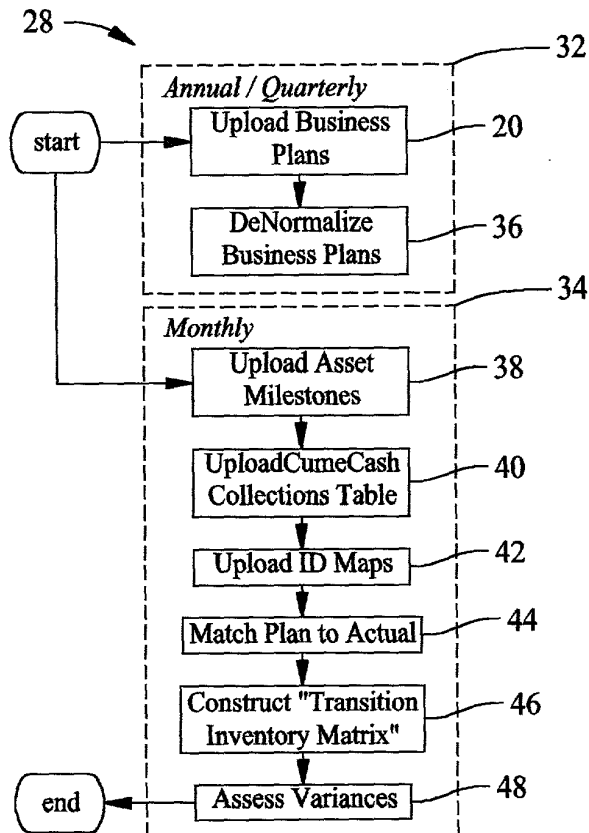 28
32
Annual / Quarterly
start
Upload Business
Plans
20
DeNormalize
Business Plans
36
34
Monthly
Upload Asset
Milestones
38
UploadCumeCash
Collections Table
40
Upload ID Maps
42
Match Plan to Actual
44
Construct "Transition
Inventory Matrix"
46
end
Assess Variances
48